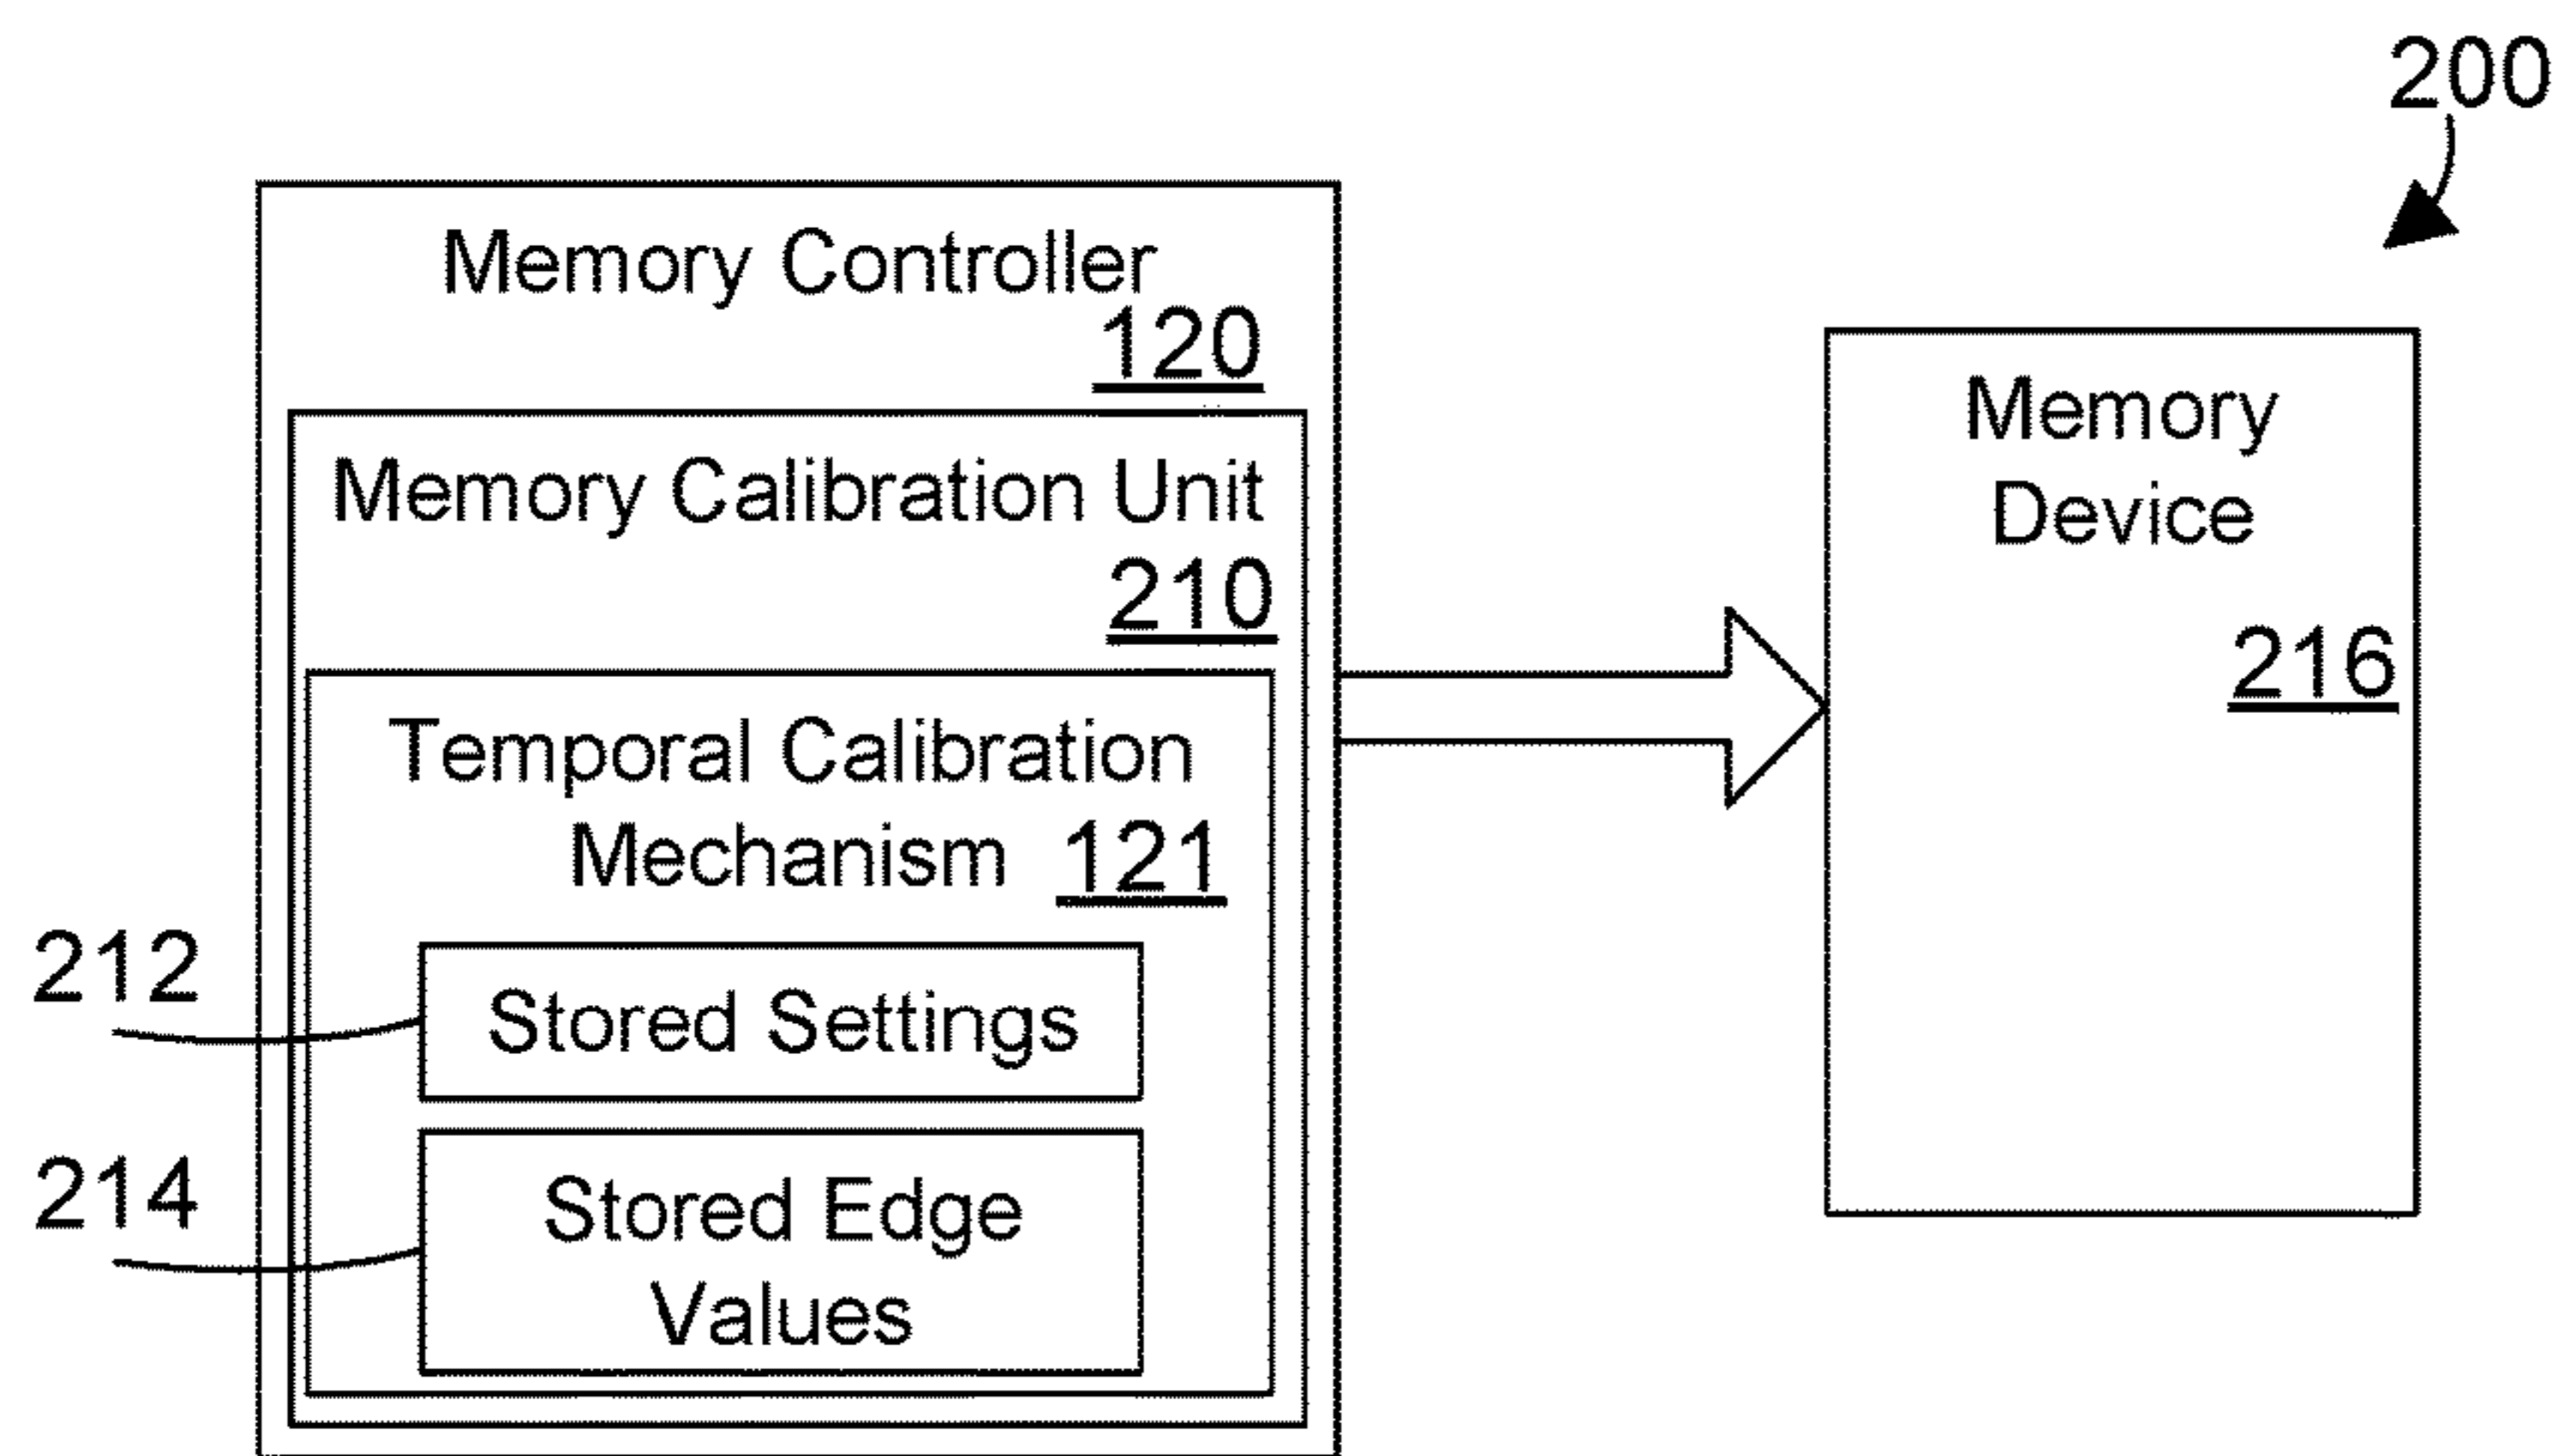 200
Memory Controller
120
Memory Calibration Unit
210
Temporal Calibration
Mechanism 121
212
Stored Settings
214
Stored Edge
Values
Memory
Device
216